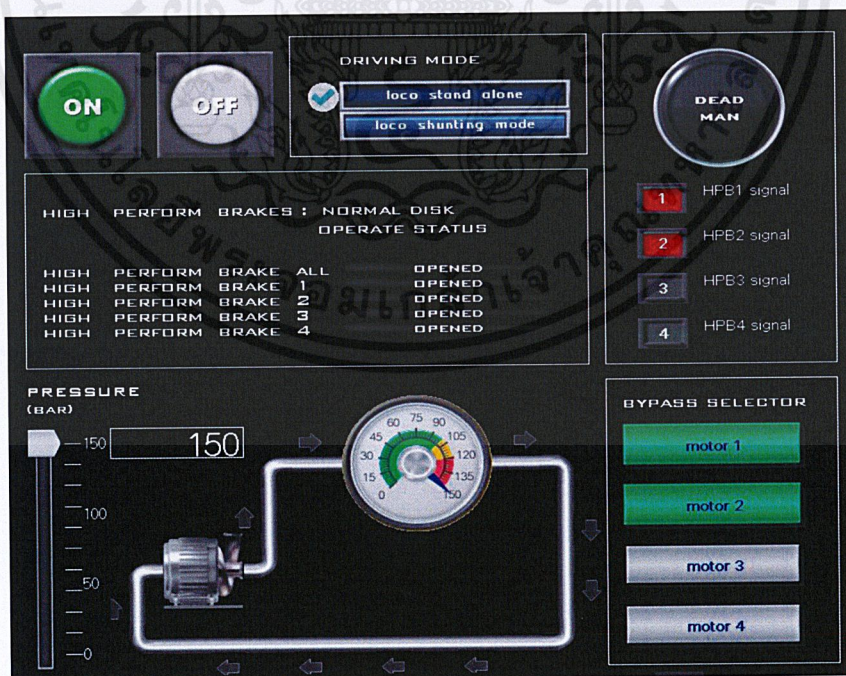 ON
OFF
DRIVING MODE
loco stand alone
loco shunting mode
DEAD
MAN
1 HPB1 signal
2 HPB2 signal
3 HPB3 signal
4 HPB4 signal
HIGH PERFORM BRAKES : NORMAL DISK
OPERATE STATUS
HIGH PERFORM BRAKE ALL OPENED
HIGH PERFORM BRAKE 1 OPENED
HIGH PERFORM BRAKE 2 OPENED
HIGH PERFORM BRAKE 3 OPENED
HIGH PERFORM BRAKE 4 OPENED
PRESSURE
(BAR)
150
100
50
0
150
0
15
30
45
60
75
90
105
120
135
150
BYPASS SELECTOR
motor 1
motor 2
motor 3
motor 4